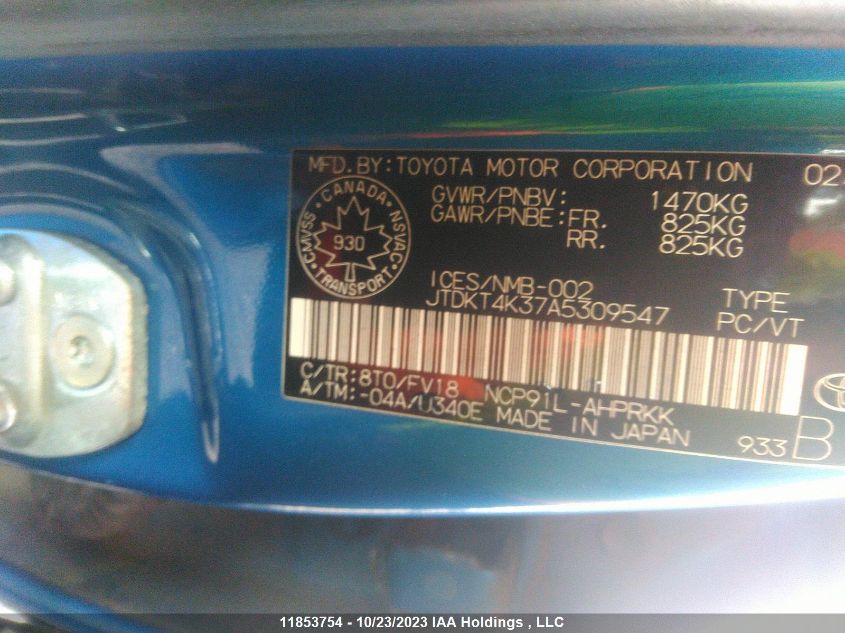 MFD.BY:TOYOTA MOTOR CORPORATION 02
GVWR/PNBV: 1470KG
GAWR/PNBE:FR. 825KG
RR. 825KG
CANADA
CMVSS NSVAC
930
TRANSPORT
ICES/NMB-002
JTDKT4K37A5309547
TYPE
PC/VT
C/TR:8T0/FV18 NCP91L-AHPRKK
A/TM:-04A/U340E MADE IN JAPAN
933 B
11853754 - 10/23/2023 IAA Holdings , LLC